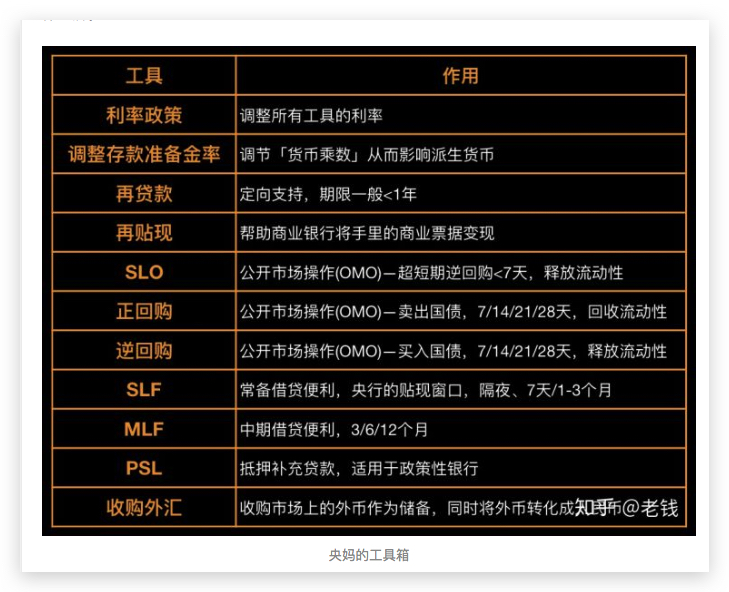 工具 作用
利率政策 调整所有工具的利率
调整存款准备金率 调节「货币乘数」从而影响派生货币
再贷款 定向支持，期限一般<1年
再贴现 帮助商业银行将手里的商业票据变现
SLO 公开市场操作(OMO)—超短期逆回购<7天，释放流动性
正回购 公开市场操作(OMO)—卖出国债，7/14/21/28天，回收流动性
逆回购 公开市场操作(OMO)—买入国债，7/14/21/28天，释放流动性
SLF 常备借贷便利，央行的贴现窗口，隔夜、7天/1-3个月
MLF 中期借贷便利，3/6/12个月
PSL 抵押补充贷款，适用于政策性银行
收购外汇 收购市场上的外币作为储备，同时将外币转化成人民币
知乎 @老钱
央妈的工具箱